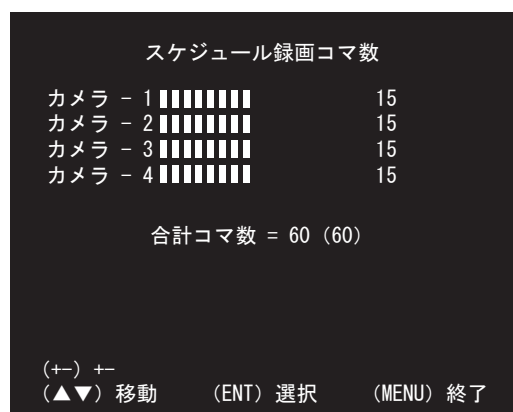 スケジュール録画コマ数
カメラ - 1 15
カメラ - 2 15
カメラ - 3 15
カメラ - 4 15
合計コマ数 = 60 (60)
(+-) +-
(▲▼) 移動 (ENT) 選択 (MENU) 終了